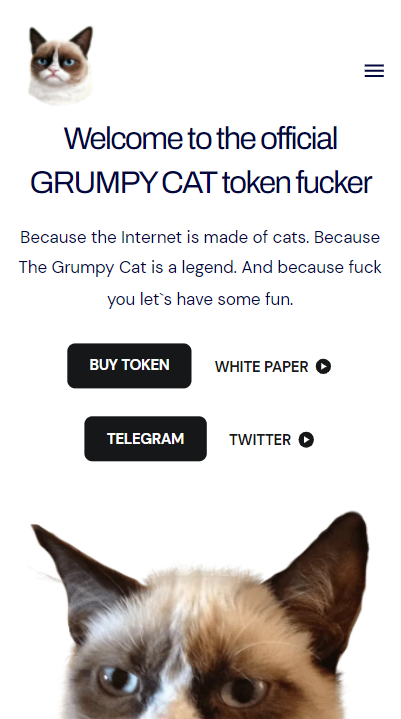 Welcome to the official
GRUMPY CAT token fucker
Because the Internet is made of cats. Because
The Grumpy Cat is a legend. And because fuck
you let`s have some fun.
BUY TOKEN
WHITE PAPER
TELEGRAM
TWITTER